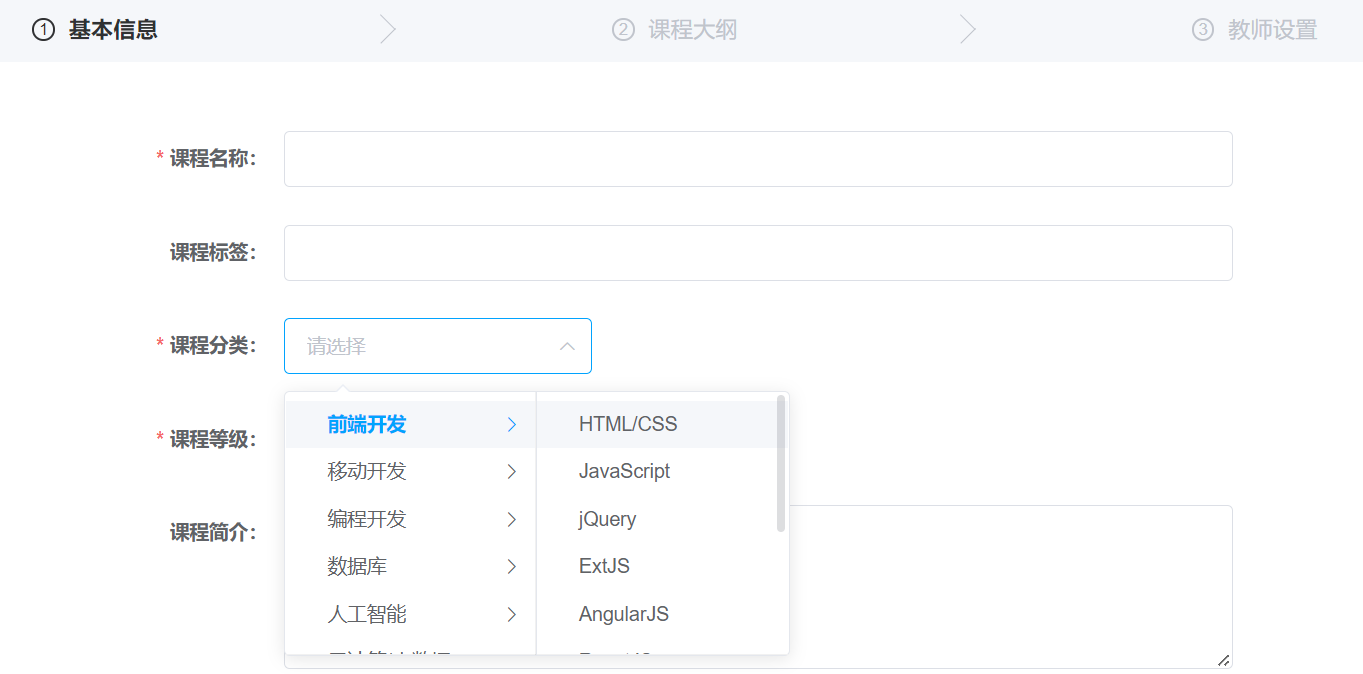 ① 基本信息
② 课程大纲
③ 教师设置
* 课程名称：
课程标签：
* 课程分类：
请选择
* 课程等级：
课程简介：
前端开发
移动开发
编程开发
数据库
人工智能
HTML/CSS
JavaScript
jQuery
ExtJS
AngularJS